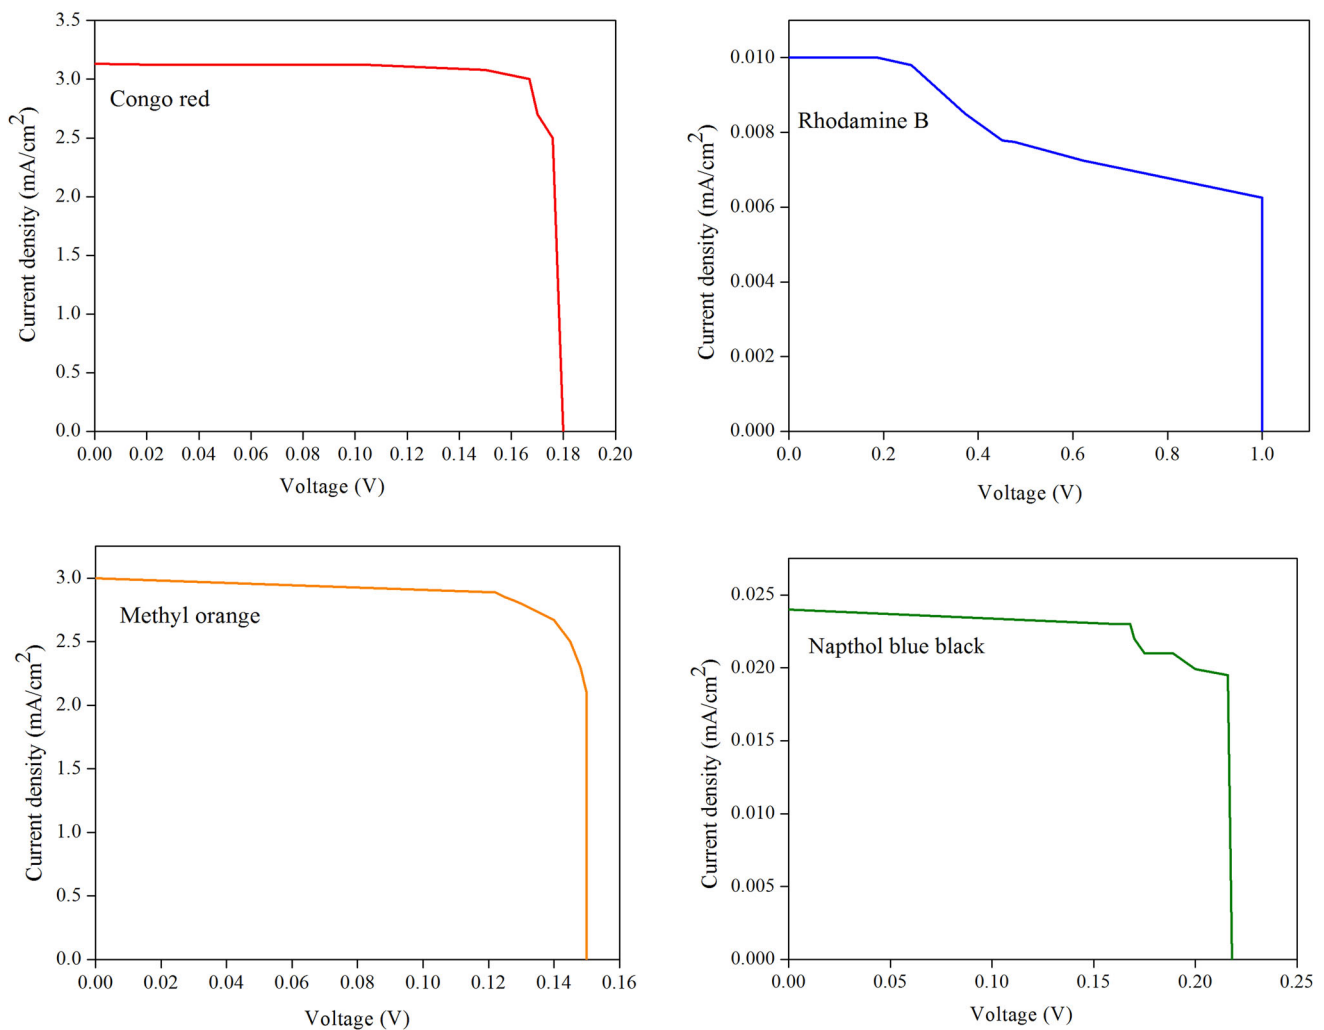 3.5
3.0
2.5
2.0
1.5
1.0
0.5
0.0
Current density (mA/cm2)
Congo red
0.00 0.02 0.04 0.06 0.08 0.10 0.12 0.14 0.16 0.18 0.20
Voltage (V)
0.010
0.008
0.006
0.004
0.002
0.000
Current density (mA/cm2)
Rhodamine B
0.0 0.2 0.4 0.6 0.8 1.0
Voltage (V)
3.0
2.5
2.0
1.5
1.0
0.5
0.0
Current density (mA/cm2)
Methyl orange
0.00 0.02 0.04 0.06 0.08 0.10 0.12 0.14 0.16
Voltage (V)
0.025
0.020
0.015
0.010
0.005
0.000
Current density (mA/cm2)
Napthol blue black
0.00 0.05 0.10 0.15 0.20 0.25
Voltage (V)